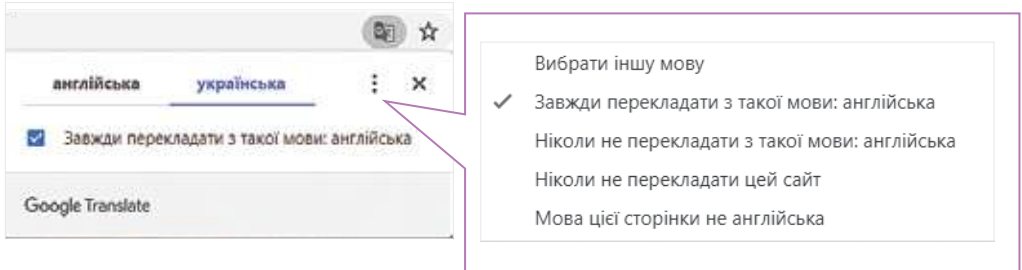 англійська українська
Завжди перекладати з такої мови: англійська
Google Translate
Вибрати іншу мову
Завжди перекладати з такої мови: англійська
Ніколи не перекладати з такої мови: англійська
Ніколи не перекладати цей сайт
Мова цієї сторінки не англійська